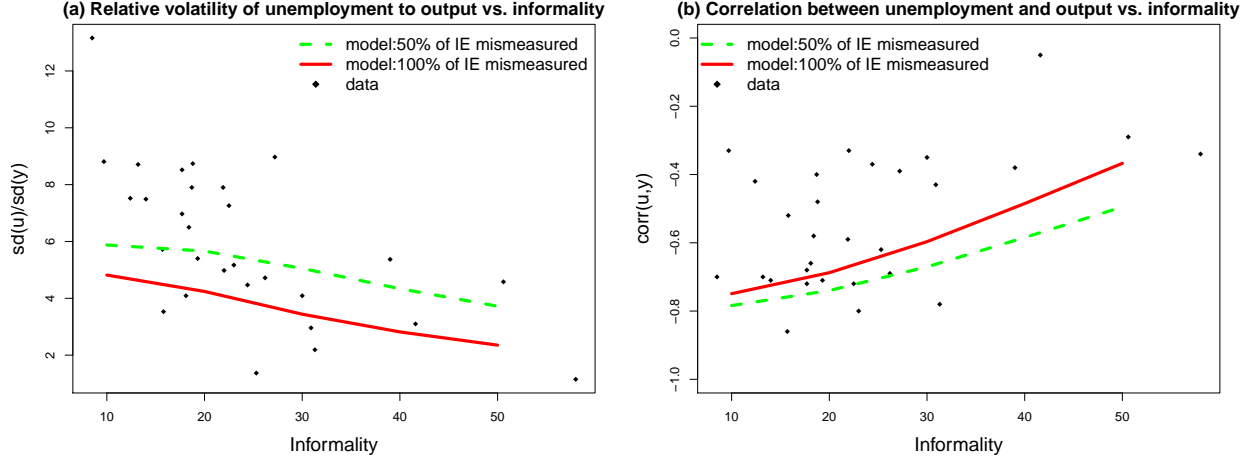 (a) Relative volatility of unemployment to output vs. informality
model:50% of IE mismeasured
model:100% of IE mismeasured
data
sd(u)/sd(y)
12
10
8
6
4
2
10 20 30 40 50
Informality
(b) Correlation between unemployment and output vs. informality
model:50% of IE mismeasured
model:100% of IE mismeasured
data
corr(u,y)
0.0
−0.2
−0.4
−0.6
−0.8
−1.0
10 20 30 40 50
Informality